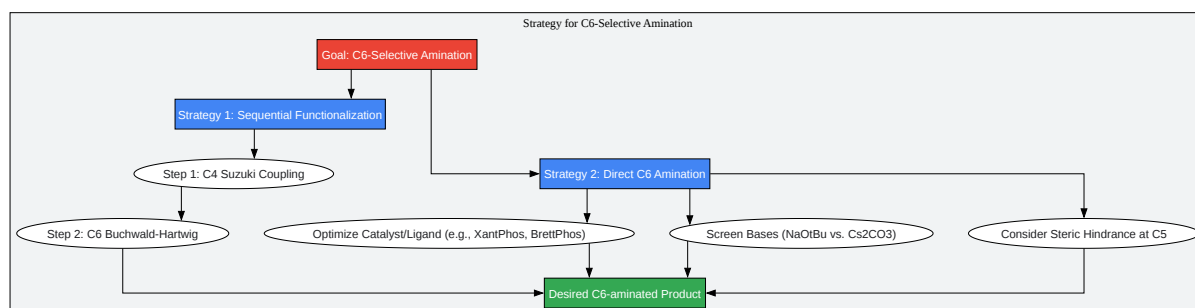 Strategy for C6-Selective Amination
Goal: C6-Selective Amination
Strategy 1: Sequential Functionalization
Step 1: C4 Suzuki Coupling
Strategy 2: Direct C6 Amination
Step 2: C6 Buchwald-Hartwig
Optimize Catalyst/Ligand (e.g., XantPhos, BrettPhos)
Screen Bases (NaOtBu vs. Cs2CO3)
Consider Steric Hindrance at C5
Desired C6-aminated Product